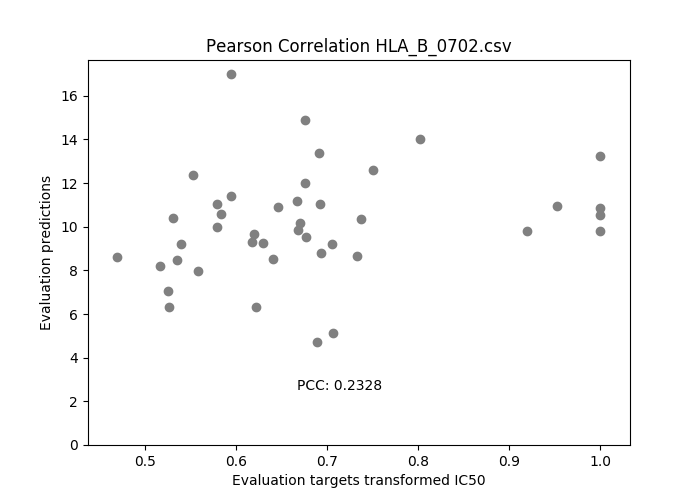 Pearson Correlation HLA_B_0702.csv
16
14
12
10
8
6
4
2
0
Evaluation predictions
PCC: 0.2328
0.5 0.6 0.7 0.8 0.9 1.0
Evaluation targets transformed IC50